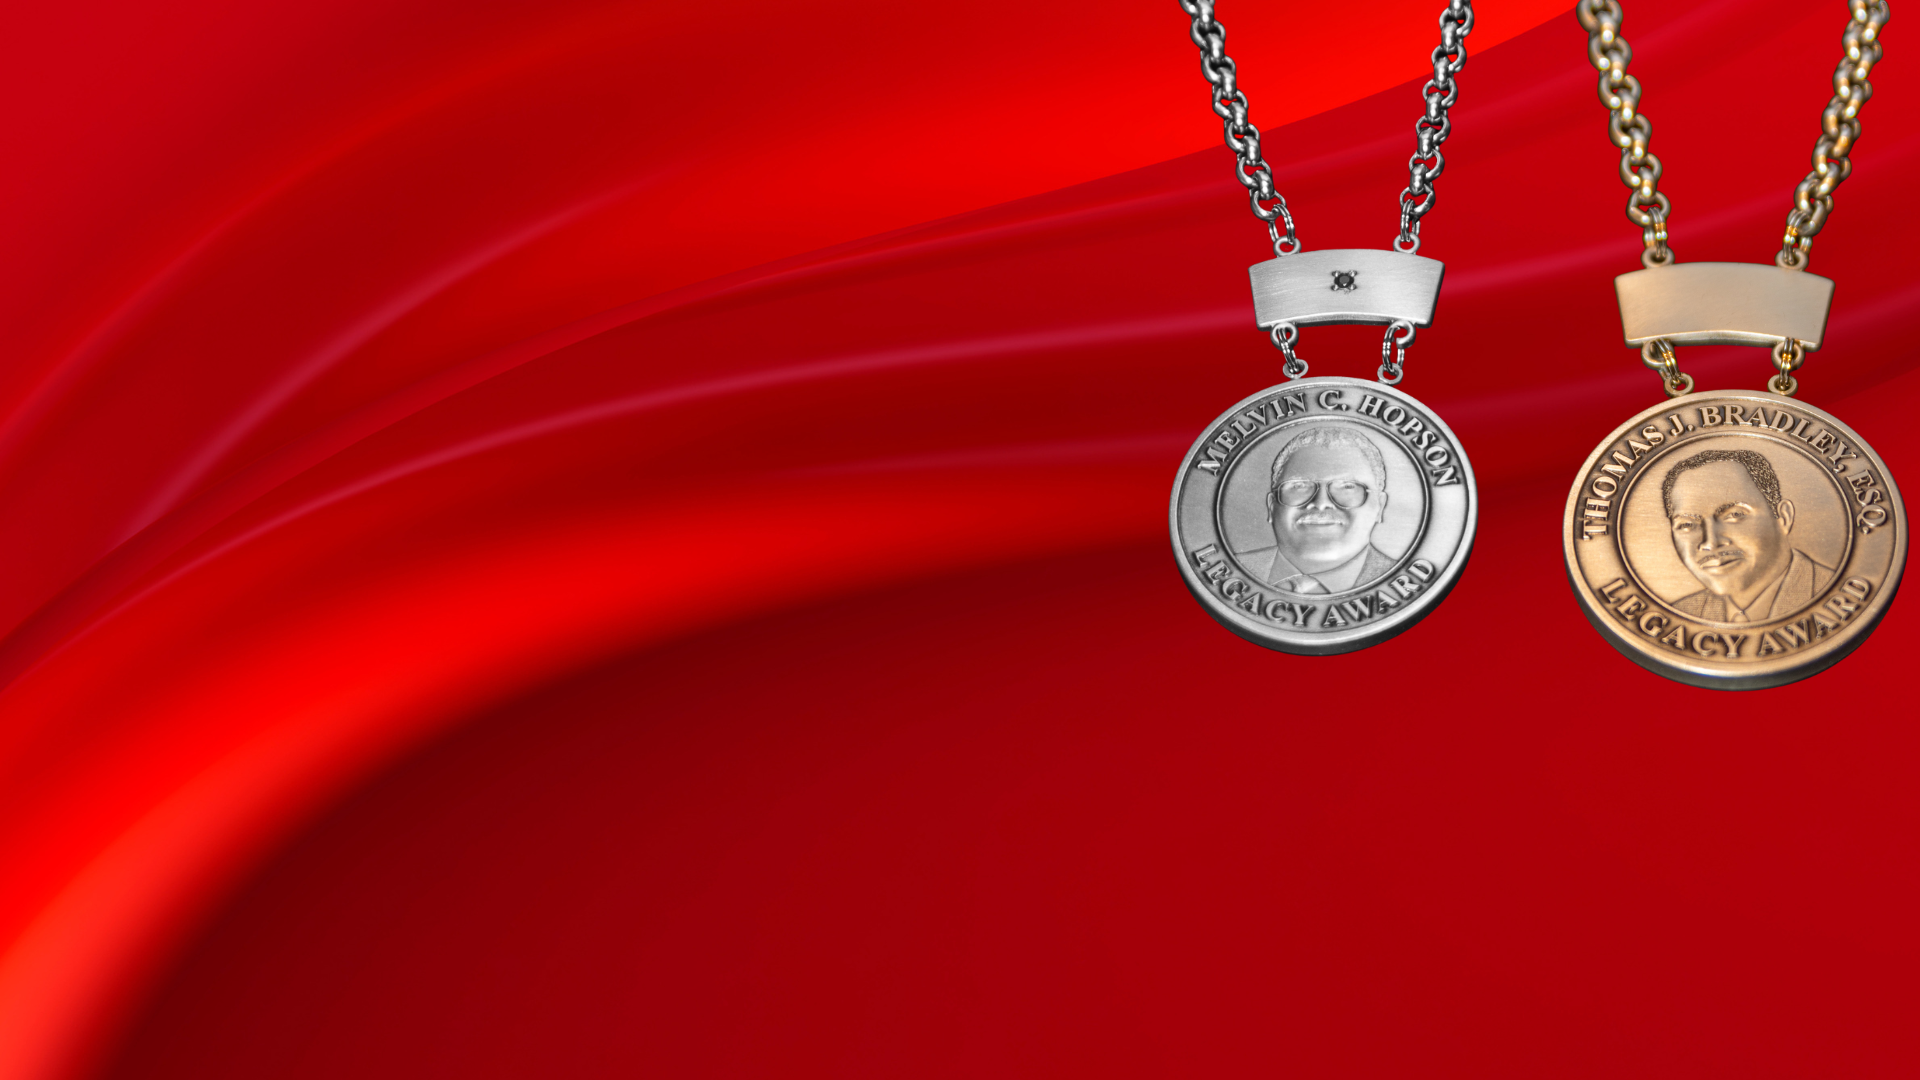 MELVIN C. HOPSON
LEGACY AWARD
THOMAS J. BRADLEY, ESQ.
LEGACY AWARD